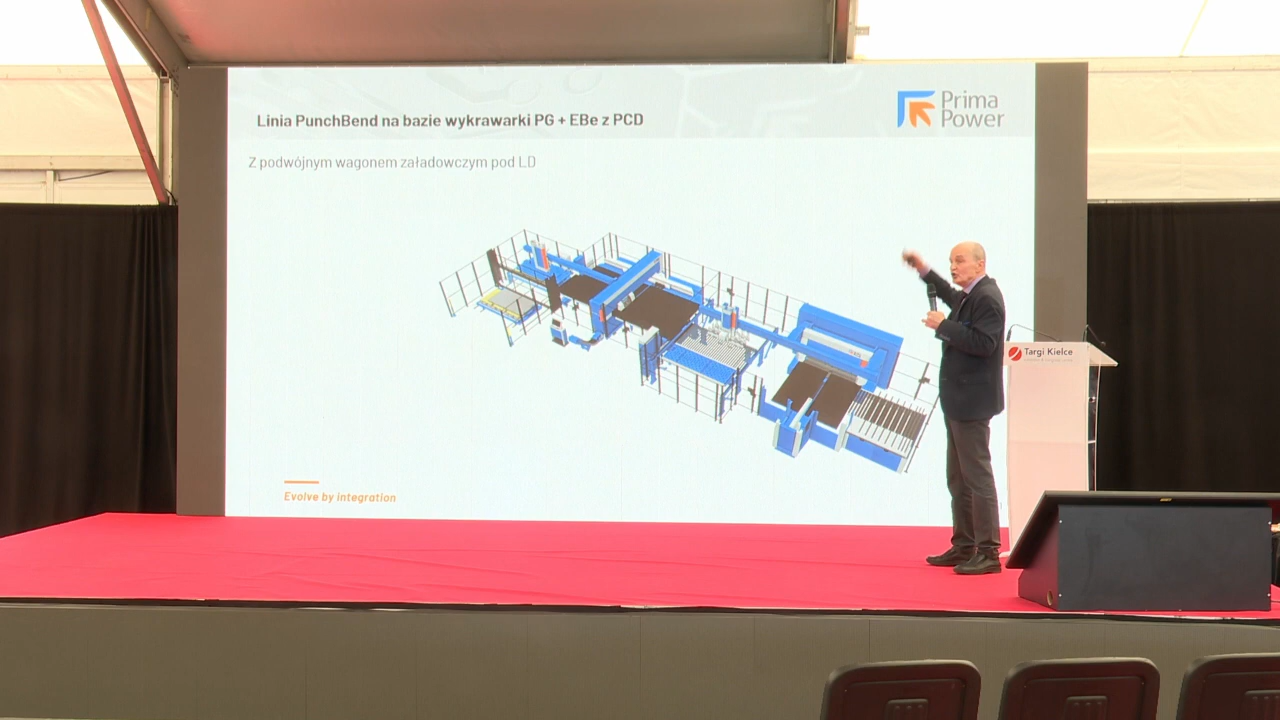 Linia PunchBend na bazie wykrawarki PG + EBe z PCD
Prima
Power
Z podwójnym wagonem załadowczym pod LD
Targi Kielce
Evolve by integration